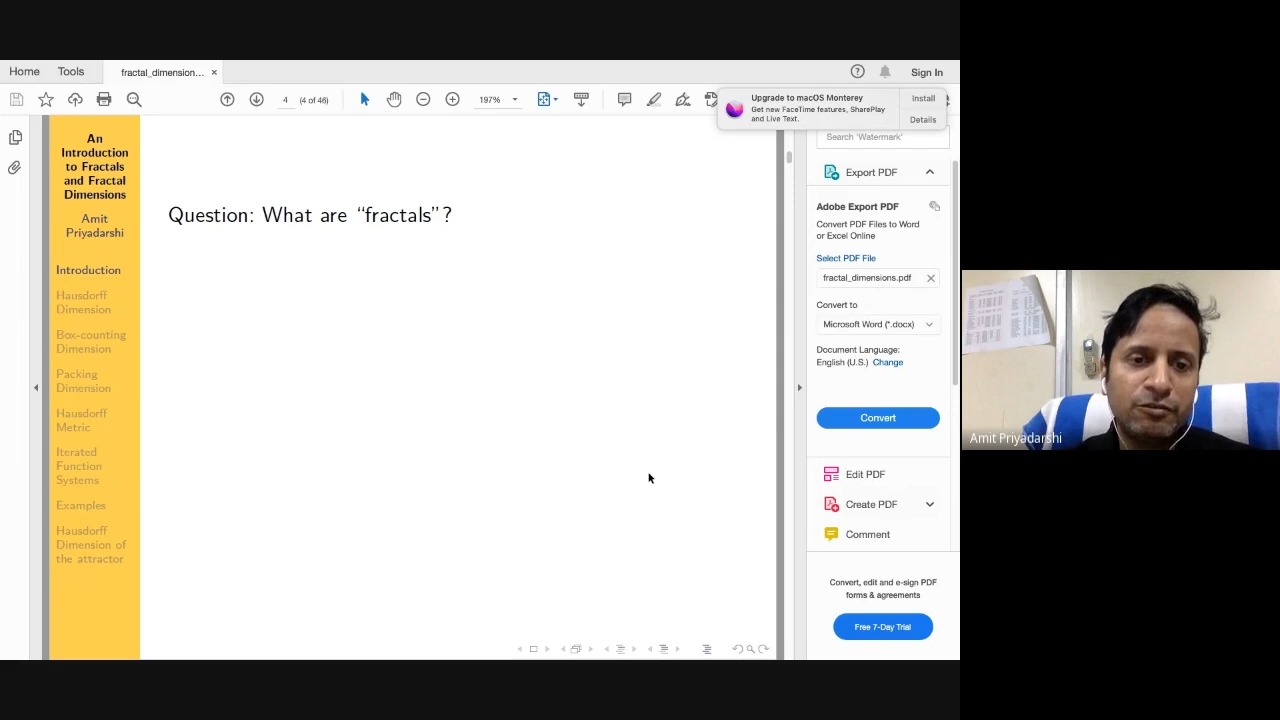 Home
Tools
fractal_dimension...
Sign In
4
(4 of 46)
197%
Upgrade to macOS Monterey
Get new FaceTime features, SharePlay
and Live Text.
Install
Details
An
Introduction
to Fractals
and Fractal
Dimensions
Amit
Priyadarshi
Introduction
Hausdorff
Dimension
Box-counting
Dimension
Packing
Dimension
Hausdorff
Metric
Iterated
Function
Systems
Examples
Hausdorff
Dimension of
the attractor
Question: What are “fractals”?
Search 'Watermark'
Export PDF
Adobe Export PDF
Convert PDF Files to Word
or Excel Online
Select PDF File
fractal_dimensions.pdf
Convert to
Microsoft Word (*.docx)
Document Language:
English (U.S.) Change
Convert
Edit PDF
Create PDF
Comment
Convert, edit and e-sign PDF
forms & agreements
Free 7-Day Trial
Amit Priyadarshi